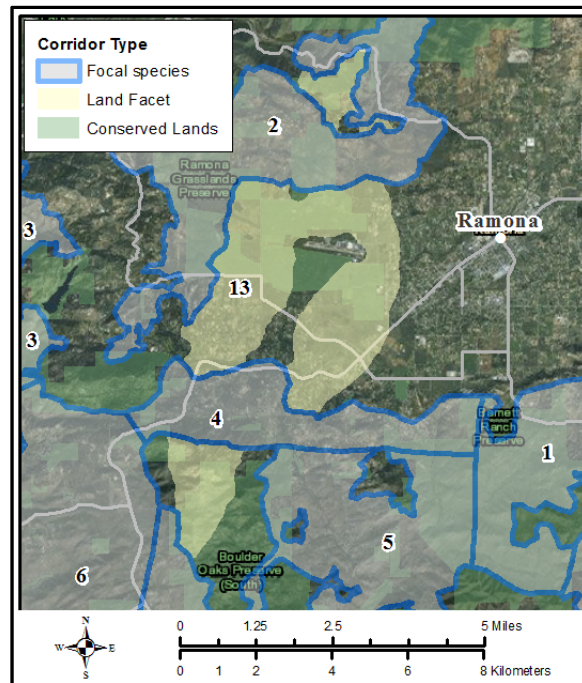 Corridor Type
Focal species
Land Facet
Conserved Lands
2
Ramona
Grasslands
Preserve
Ramona
3
13
3
4
Barnett
Ranch
Preserve
1
5
Boulder
Oaks Preserve
(South)
6
N
W E
S
0 1.25 2.5 5 Miles
0 1 2 4 6 8 Kilometers